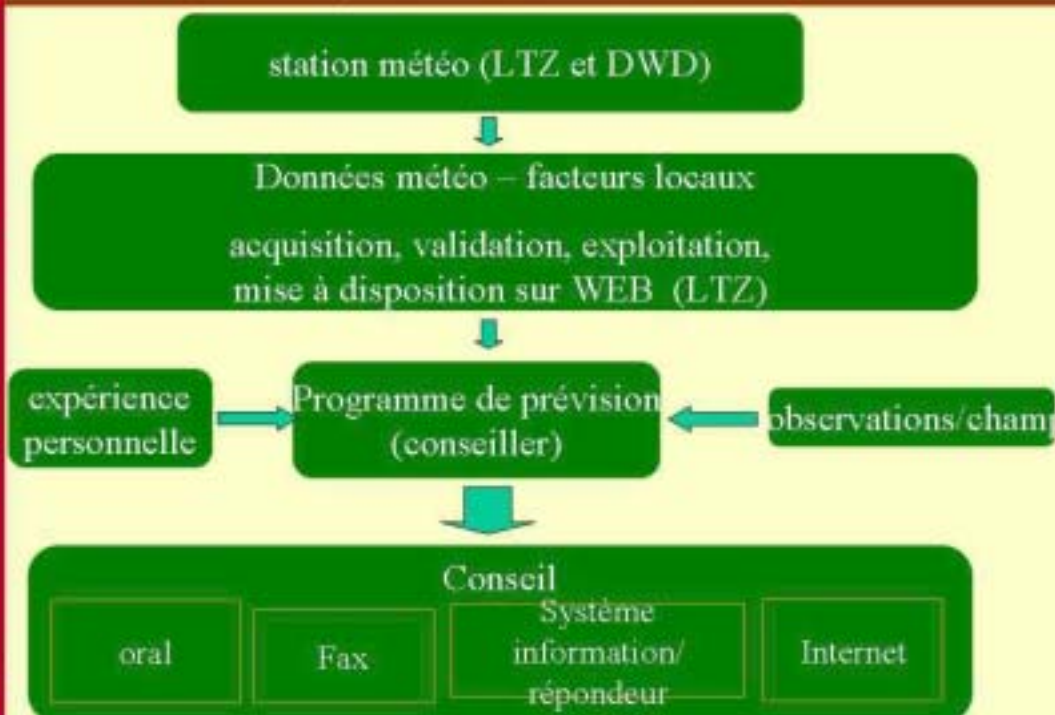 station météo (LTZ et DWD)
Données météo – facteurs locaux
acquisition, validation, exploitation,
mise à disposition sur WEB (LTZ)
expérience
personnelle
Programme de prévision
(conseiller)
observations/champ
Conseil
oral
Fax
Système
information/
répondeur
Internet